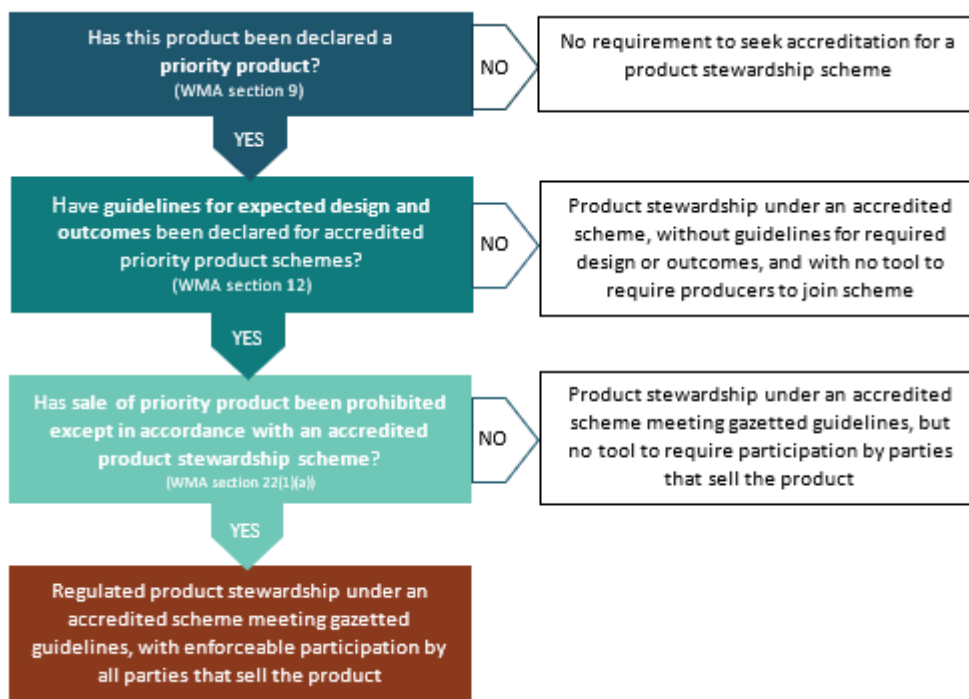 Has this product been declared a
priority product?
(WMA section 9)
NO
No requirement to seek accreditation for a
product stewardship scheme
YES
Have guidelines for expected design and
outcomes been declared for accredited
priority product schemes?
(WMA section 12)
NO
Product stewardship under an accredited
scheme, without guidelines for required
design or outcomes, and with no tool to
require producers to join scheme
YES
Has sale of priority product been prohibited
except in accordance with an accredited
product stewardship scheme?
(WMA section 22(1)(a))
NO
Product stewardship under an accredited
scheme meeting gazetted guidelines, but
no tool to require participation by parties
that sell the product
YES
Regulated product stewardship under an
accredited scheme meeting gazetted
guidelines, with enforceable participation by
all parties that sell the product